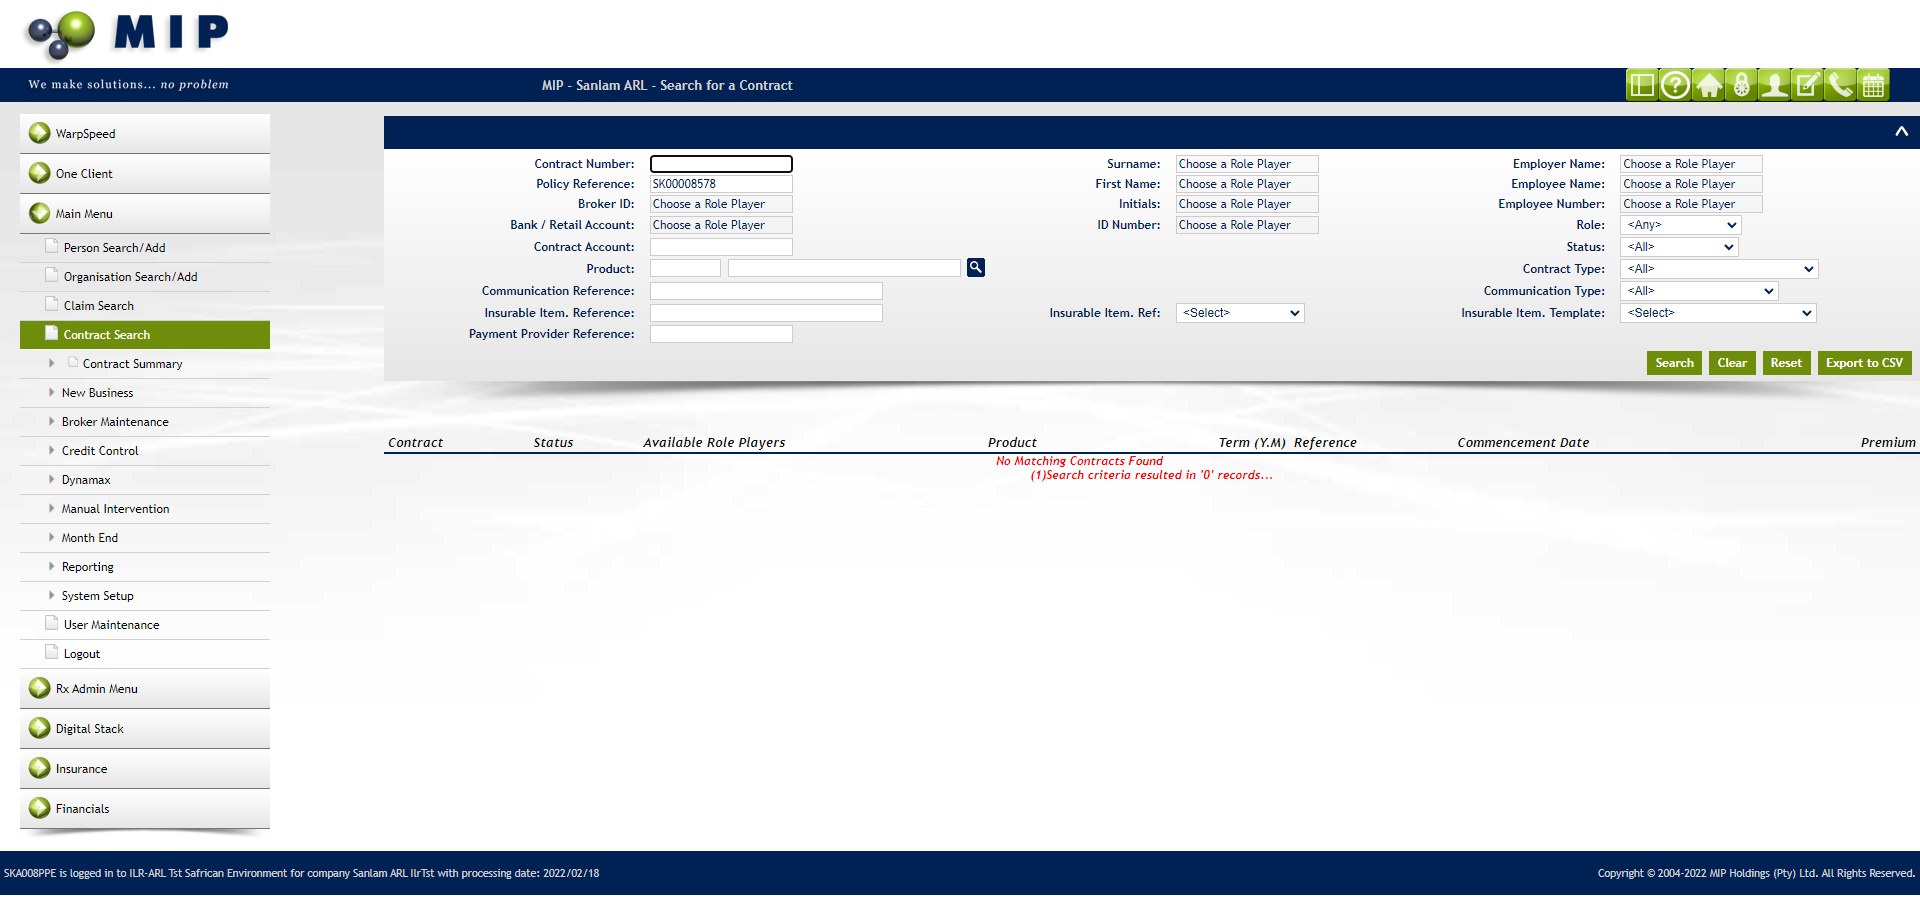 MIP
We make solutions... no problem
MIP - Sanlam ARL - Search for a Contract
WarpSpeed
One Client
Main Menu
Person Search/Add
Organisation Search/Add
Claim Search
Contract Search
Contract Summary
New Business
Broker Maintenance
Credit Control
Dynamax
Manual Intervention
Month End
Reporting
System Setup
User Maintenance
Logout
Rx Admin Menu
Digital Stack
Insurance
Financials
Contract Number: Surname: Choose a Role Player Employer Name: Choose a Role Player
Policy Reference: SK00008578 First Name: Choose a Role Player Employee Name: Choose a Role Player
Broker ID: Choose a Role Player Initials: Choose a Role Player Employee Number: Choose a Role Player
Bank / Retail Account: Choose a Role Player ID Number: Choose a Role Player Role: <Any>
Contract Account: Status: <All>
Product: Contract Type: <All>
Communication Reference: Communication Type: <All>
Insurable Item. Reference: Insurable Item. Ref: <Select> Insurable Item. Template: <Select>
Payment Provider Reference:
Search Clear Reset Export to CSV
Contract Status Available Role Players Product Term (Y.M) Reference Commencement Date Premium
No Matching Contracts Found
(1)Search criteria resulted in '0' records...
SKA008PPE is logged in to ILR-ARL Tst Safrican Environment for company Sanlam ARL IlrTst with processing date: 2022/02/18
Copyright © 2004-2022 MIP Holdings (Pty) Ltd. All Rights Reserved.